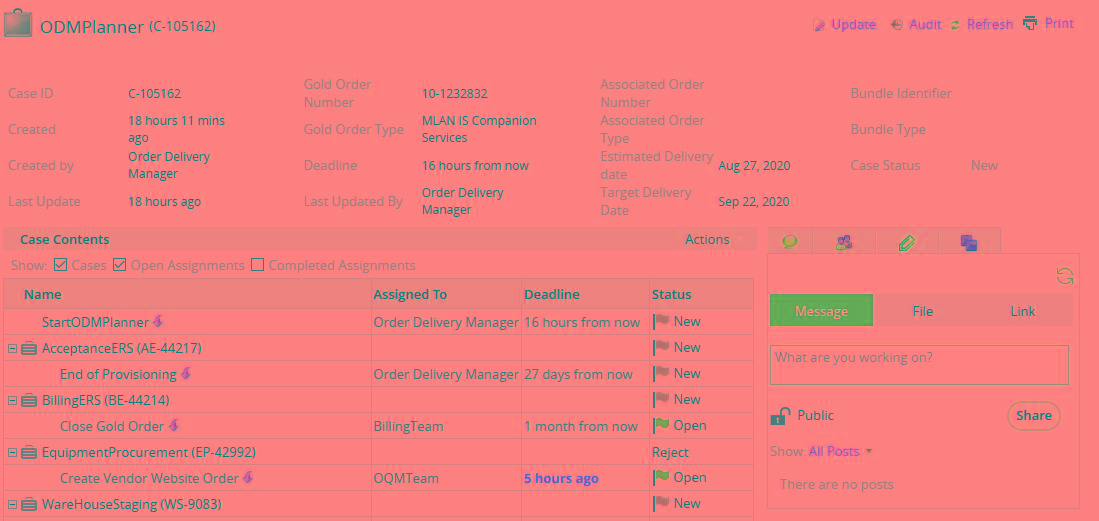 ODMPlanner (C-105162)
Update Audit Refresh Print
Case ID C-105162 Gold Order Number 10-1232832 Associated Order Number Bundle Identifier
Created 18 hours 11 mins ago Gold Order Type MLAN IS Companion Services Associated Order Type Bundle Type
Created by Order Delivery Manager Deadline 16 hours from now Estimated Delivery date Aug 27, 2020 Case Status New
Last Update 18 hours ago Last Updated By Order Delivery Manager Target Delivery Date Sep 22, 2020
Case Contents Actions
Show: Cases Open Assignments Completed Assignments
Name Assigned To Deadline Status
StartODMPlanner Order Delivery Manager 16 hours from now New
AcceptanceERS (AE-44217) New
End of Provisioning Order Delivery Manager 27 days from now New
BillingERS (BE-44214) New
Close Gold Order BillingTeam 1 month from now Open
EquipmentProcurement (EP-42992) Reject
Create Vendor Website Order OQMTeam 5 hours ago Open
WareHouseStaging (WS-9083) New
Message File Link
What are you working on?
Public Share
Show: All Posts
There are no posts